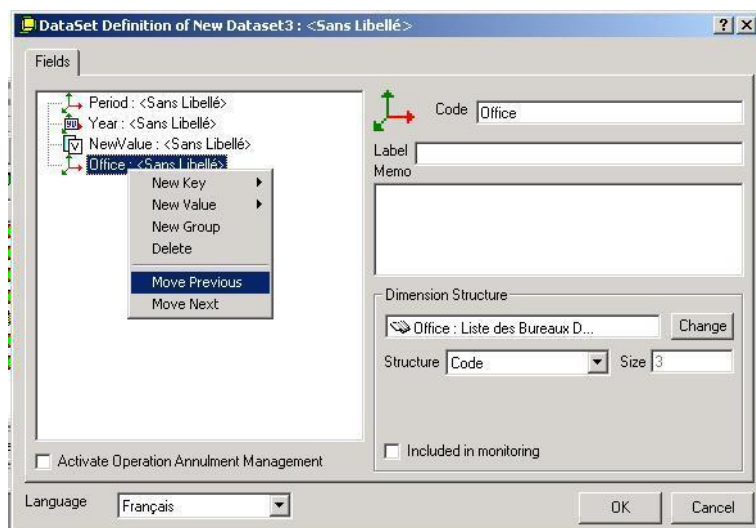 DataSet Definition of New Dataset3 : <Sans Libellé>
Fields
Period : <Sans Libellé>
Year : <Sans Libellé>
NewValue : <Sans Libellé>
Office : <Sans Libellé>
New Key
New Value
New Group
Delete
Move Previous
Move Next
Activate Operation Annulment Management
Code Office
Label
Memo
Dimension Structure
Office : Liste des Bureaux D...
Change
Structure Code Size 3
Included in monitoring
Language Français
OK Cancel